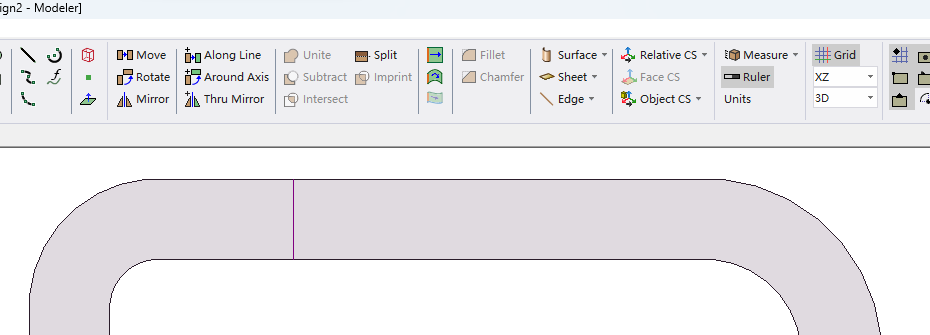 ign2 - Modeler]
Move Along Line Unite Split Fillet Surface Relative CS Measure Grid
Rotate Around Axis Subtract Imprint Chamfer Sheet Face CS Ruler XZ
Mirror Thru Mirror Intersect Edge Object CS Units 3D